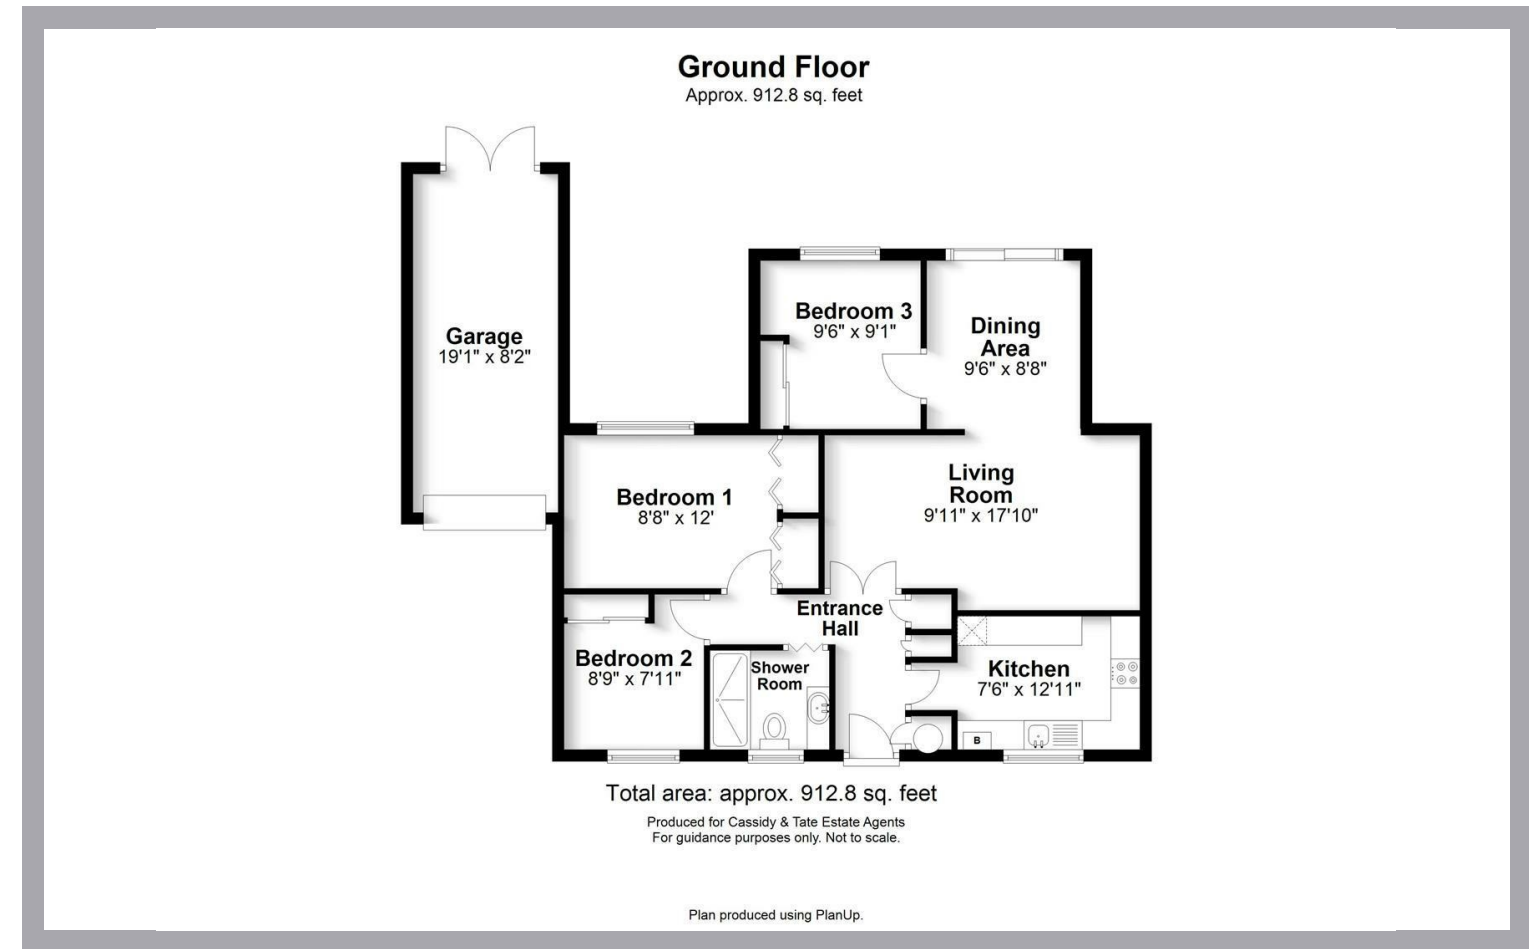 Ground Floor
Approx. 912.8 sq. feet
Garage
19'1" x 8'2"
Bedroom 3
9'6" x 9'1"
Dining
Area
9'6" x 8'8"
Bedroom 1
8'8" x 12'
Living
Room
9'11" x 17'10"
Entrance
Hall
Bedroom 2
8'9" x 7'11"
Shower
Room
Kitchen
7'6" x 12'11"
B
Total area: approx. 912.8 sq. feet
Produced for Cassidy & Tate Estate Agents
For guidance purposes only. Not to scale.
Plan produced using PlanUp.